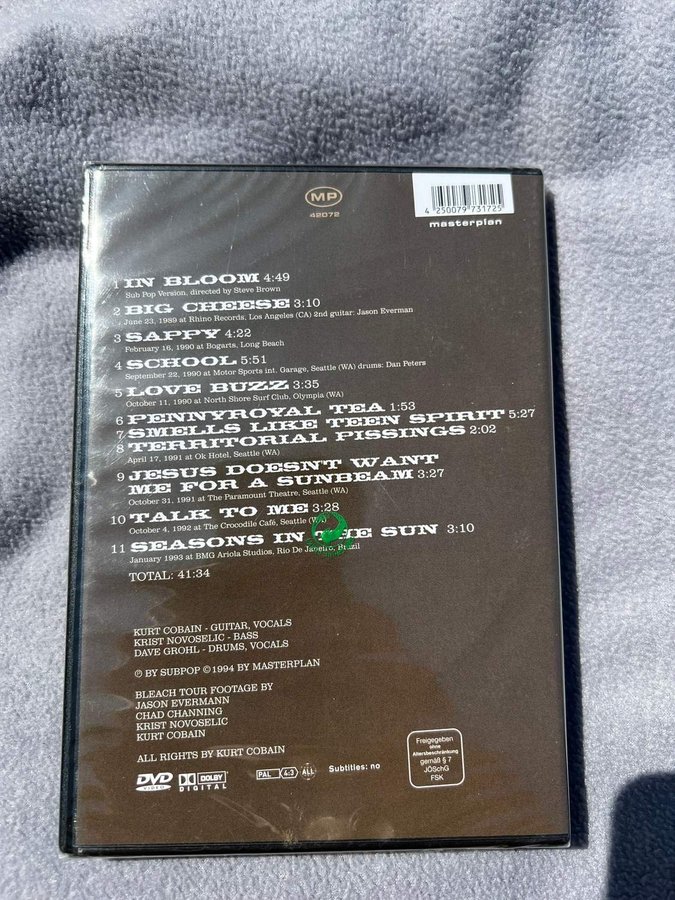 MP
42072
4 250079 731725
masterplan
1 IN BLOOM 4:49
Sub Pop Version, directed by Steve Brown
2 BIG CHEESE 3:10
June 23, 1989 at Rhino Records, Los Angeles (CA) 2nd guitar: Jason Everman
3 SAPPY 4:22
February 16, 1990 at Bogarts, Long Beach
4 SCHOOL 5:51
September 22, 1990 at Motor Sports int. Garage, Seattle (WA) drums: Dan Peters
5 LOVE BUZZ 3:35
October 11, 1990 at North Shore Surf Club, Olympia (WA)
6 PENNYROYAL TEA 1:53
7 SMELLS LIKE TEEN SPIRIT 5:27
8 TERRITORIAL PISSINGS 2:02
April 17, 1991 at Ok Hotel, Seattle (WA)
9 JESUS DOESNT WANT
ME FOR A SUNBEAM 3:27
October 31, 1991 at The Paramount Theatre, Seattle (WA)
10 TALK TO ME 3:28
October 4, 1992 at The Crocodile Café, Seattle (WA)
11 SEASONS IN THE SUN 3:10
January 1993 at BMG Ariola Studios, Rio De Janeiro, Brazil
TOTAL: 41:34
KURT COBAIN - GUITAR, VOCALS
KRIST NOVOSELIC - BASS
DAVE GROHL - DRUMS, VOCALS
℗ BY SUBPOP © 1994 BY MASTERPLAN
BLEACH TOUR FOOTAGE BY
JASON EVERMANN
CHAD CHANNING
KRIST NOVOSELIC
KURT COBAIN
ALL RIGHTS BY KURT COBAIN
DVD VIDEO DOLBY DIGITAL PAL 4:3 ALL Subtitles: no
Freigegeben
ohne
Altersbeschränkung
gemäß § 7
JÖSchG
FSK